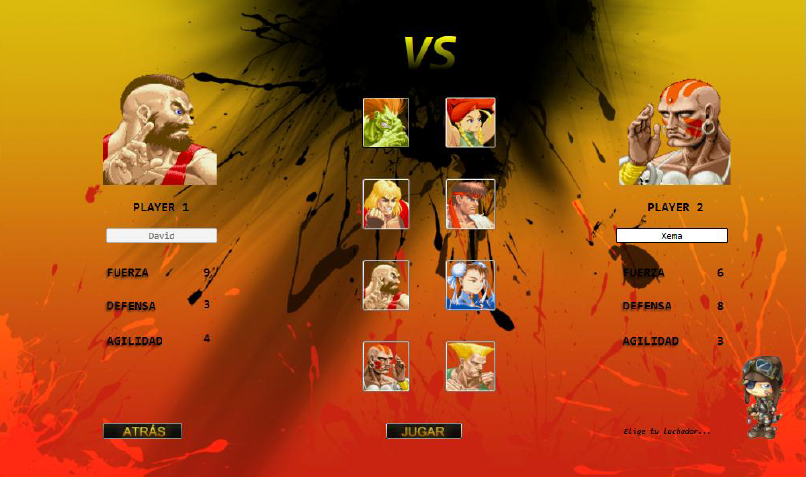 VS
PLAYER 1
PLAYER 2
David
Xema
FUERZA 9
FUERZA 6
DEFENSA 3
DEFENSA 8
AGILIDAD 4
AGILIDAD 3
ATRÁS
JUGAR
Elige tu luchador...